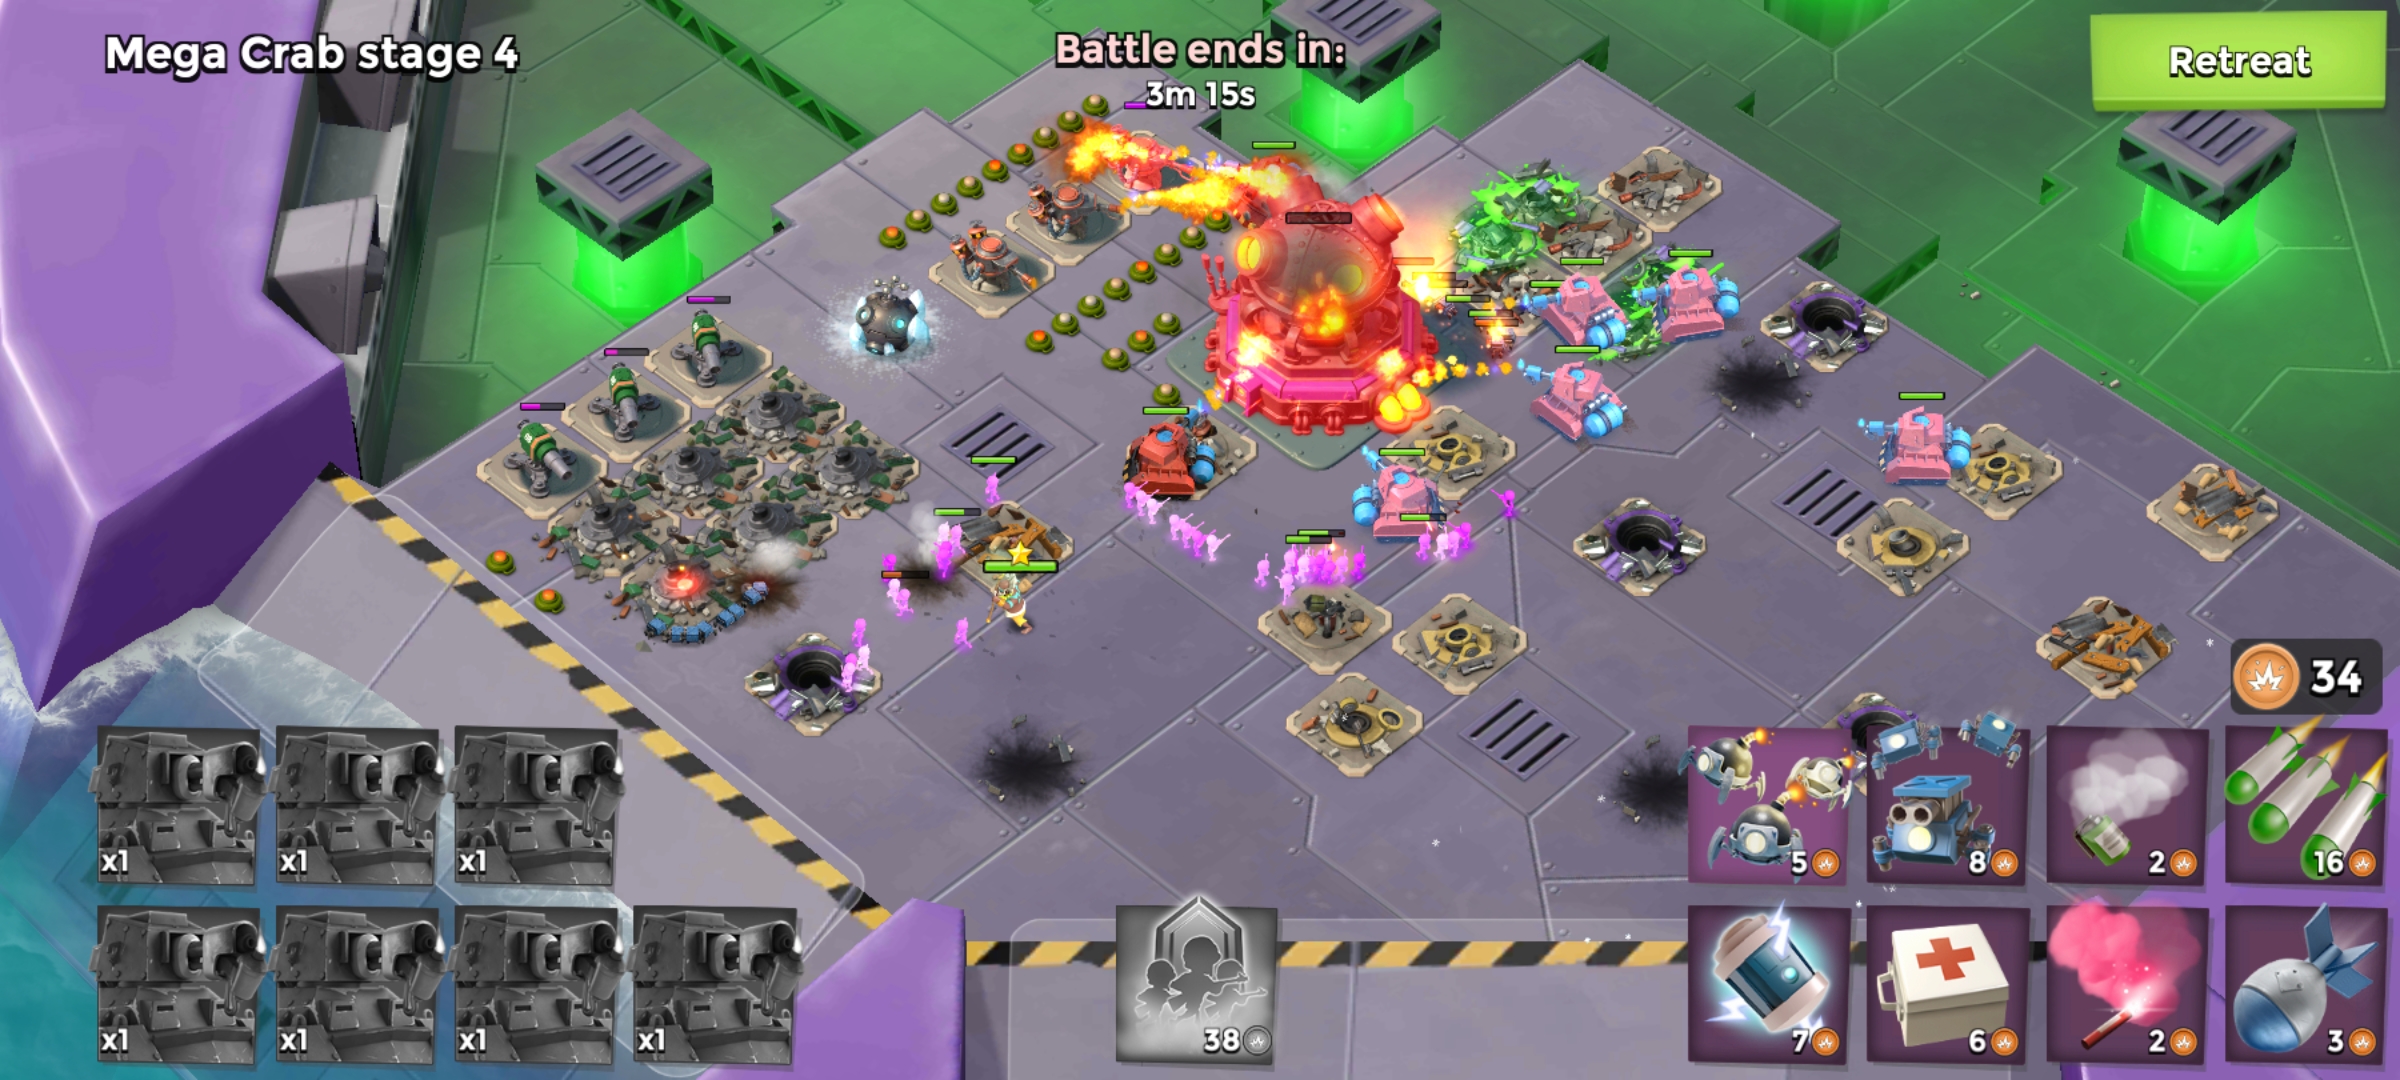 Mega Crab stage 4
Battle ends in:
3m 15s
Retreat
34
x1
x1
x1
5
8
2
16
x1
x1
x1
x1
38
7
6
2
3